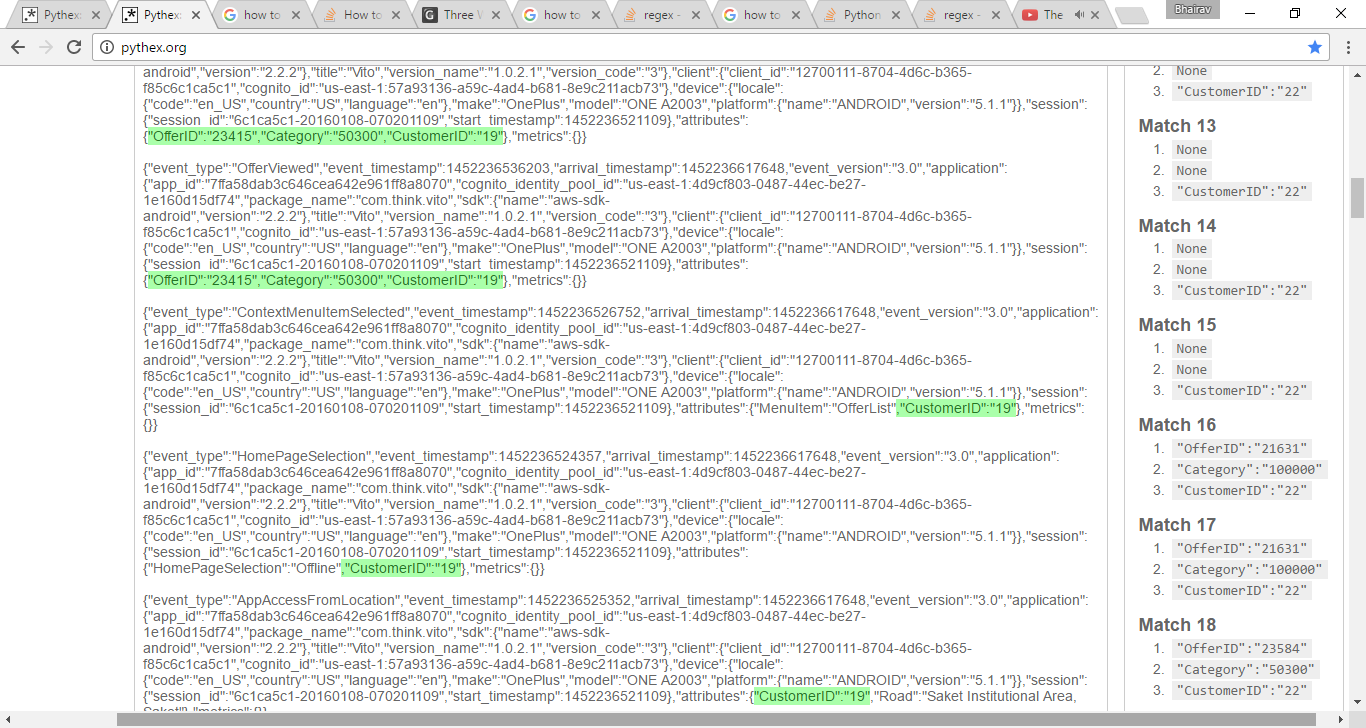 Pythex:
Pythex:
how to
How to
Three W
how to
regex -
how to
Python
regex -
The
Bhairav
pythex.org
android","version":"2.2.2"},"title":"Vito","version_name":"1.0.2.1","version_code":"3"},"client":{"client_id":"12700111-8704-4d6c-b365-
f85c6c1ca5c1","cognito_id":"us-east-1:57a93136-a59c-4ad4-b681-8e9c211acb73"},"device":{"locale":
{"code":"en_US","country":"US","language":"en"},"make":"OnePlus","model":"ONE A2003","platform":{"name":"ANDROID","version":"5.1.1"}},"session":
{"session_id":"6c1ca5c1-20160108-070201109","start_timestamp":1452236521109},"attributes":
{"OfferID":"23415","Category":"50300","CustomerID":"19"},"metrics":{}}
{"event_type":"OfferViewed","event_timestamp":1452236536203,"arrival_timestamp":1452236617648,"event_version":"3.0","application":
{"app_id":"7ffa58dab3c646cea642e961ff8a8070","cognito_identity_pool_id":"us-east-1:4d9cf803-0487-44ec-be27-
1e160d15df74","package_name":"com.think.vito","sdk":{"name":"aws-sdk-
android","version":"2.2.2"},"title":"Vito","version_name":"1.0.2.1","version_code":"3"},"client":{"client_id":"12700111-8704-4d6c-b365-
f85c6c1ca5c1","cognito_id":"us-east-1:57a93136-a59c-4ad4-b681-8e9c211acb73"},"device":{"locale":
{"code":"en_US","country":"US","language":"en"},"make":"OnePlus","model":"ONE A2003","platform":{"name":"ANDROID","version":"5.1.1"}},"session":
{"session_id":"6c1ca5c1-20160108-070201109","start_timestamp":1452236521109},"attributes":
{"OfferID":"23415","Category":"50300","CustomerID":"19"},"metrics":{}}
{"event_type":"ContextMenuItemSelected","event_timestamp":1452236526752,"arrival_timestamp":1452236617648,"event_version":"3.0","application":
{"app_id":"7ffa58dab3c646cea642e961ff8a8070","cognito_identity_pool_id":"us-east-1:4d9cf803-0487-44ec-be27-
1e160d15df74","package_name":"com.think.vito","sdk":{"name":"aws-sdk-
android","version":"2.2.2"},"title":"Vito","version_name":"1.0.2.1","version_code":"3"},"client":{"client_id":"12700111-8704-4d6c-b365-
f85c6c1ca5c1","cognito_id":"us-east-1:57a93136-a59c-4ad4-b681-8e9c211acb73"},"device":{"locale":
{"code":"en_US","country":"US","language":"en"},"make":"OnePlus","model":"ONE A2003","platform":{"name":"ANDROID","version":"5.1.1"}},"session":
{"session_id":"6c1ca5c1-20160108-070201109","start_timestamp":1452236521109},"attributes":{"MenuItem":"OfferList","CustomerID":"19"},"metrics":
{}}
{"event_type":"HomePageSelection","event_timestamp":1452236524357,"arrival_timestamp":1452236617648,"event_version":"3.0","application":
{"app_id":"7ffa58dab3c646cea642e961ff8a8070","cognito_identity_pool_id":"us-east-1:4d9cf803-0487-44ec-be27-
1e160d15df74","package_name":"com.think.vito","sdk":{"name":"aws-sdk-
android","version":"2.2.2"},"title":"Vito","version_name":"1.0.2.1","version_code":"3"},"client":{"client_id":"12700111-8704-4d6c-b365-
f85c6c1ca5c1","cognito_id":"us-east-1:57a93136-a59c-4ad4-b681-8e9c211acb73"},"device":{"locale":
{"code":"en_US","country":"US","language":"en"},"make":"OnePlus","model":"ONE A2003","platform":{"name":"ANDROID","version":"5.1.1"}},"session":
{"session_id":"6c1ca5c1-20160108-070201109","start_timestamp":1452236521109},"attributes":
{"HomePageSelection":"Offline","CustomerID":"19"},"metrics":{}}
{"event_type":"AppAccessFromLocation","event_timestamp":1452236525352,"arrival_timestamp":1452236617648,"event_version":"3.0","application":
{"app_id":"7ffa58dab3c646cea642e961ff8a8070","cognito_identity_pool_id":"us-east-1:4d9cf803-0487-44ec-be27-
1e160d15df74","package_name":"com.think.vito","sdk":{"name":"aws-sdk-
android","version":"2.2.2"},"title":"Vito","version_name":"1.0.2.1","version_code":"3"},"client":{"client_id":"12700111-8704-4d6c-b365-
f85c6c1ca5c1","cognito_id":"us-east-1:57a93136-a59c-4ad4-b681-8e9c211acb73"},"device":{"locale":
{"code":"en_US","country":"US","language":"en"},"make":"OnePlus","model":"ONE A2003","platform":{"name":"ANDROID","version":"5.1.1"}},"session":
{"session_id":"6c1ca5c1-20160108-070201109","start_timestamp":1452236521109},"attributes":{"CustomerID":"19","Road":"Saket Institutional Area,
Saket"},"metrics":{}}
2. None
3. "CustomerID":"22"
Match 13
1. None
2. None
3. "CustomerID":"22"
Match 14
1. None
2. None
3. "CustomerID":"22"
Match 15
1. None
2. None
3. "CustomerID":"22"
Match 16
1. "OfferID":"21631"
2. "Category":"100000"
3. "CustomerID":"22"
Match 17
1. "OfferID":"21631"
2. "Category":"100000"
3. "CustomerID":"22"
Match 18
1. "OfferID":"23584"
2. "Category":"50300"
3. "CustomerID":"22"